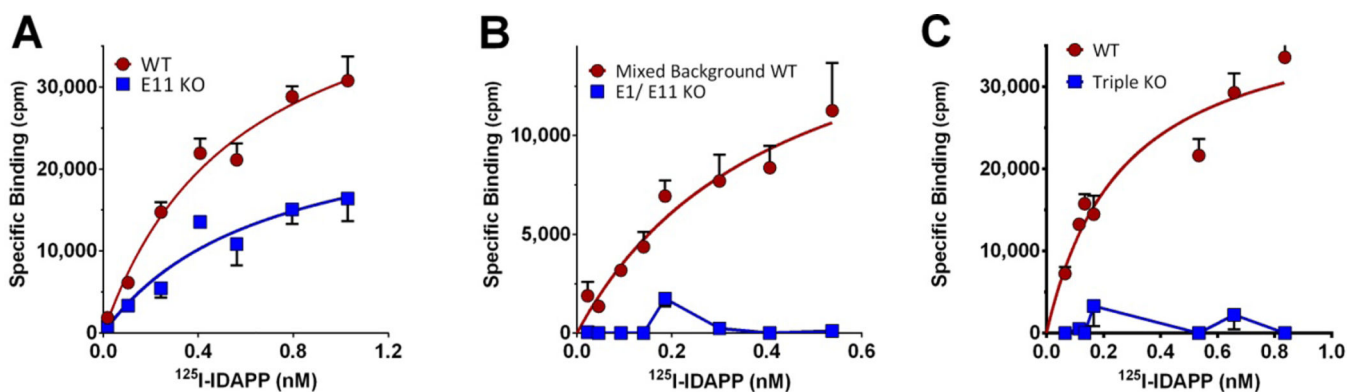 A
WT
E11 KO
Specific Binding (cpm)
30,000
20,000
10,000
0
0.0 0.4 0.8 1.2
125I-IDAPP (nM)
B
Mixed Background WT
E1/ E11 KO
Specific Binding (cpm)
10,000
5,000
0
0.0 0.2 0.4 0.6
125I-IDAPP (nM)
C
WT
Triple KO
Specific Binding (cpm)
30,000
20,000
10,000
0
0.0 0.2 0.4 0.6 0.8 1.0
125I-IDAPP (nM)